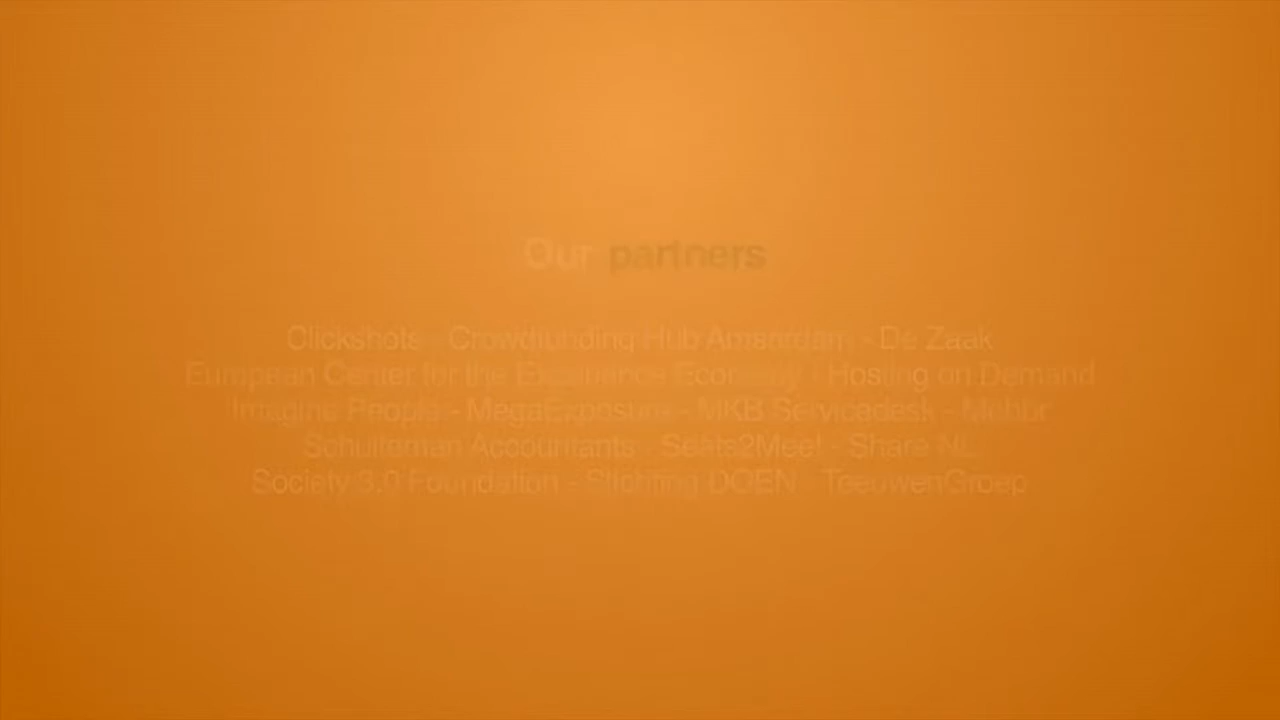 Our partners
Clickshots - Crowdfunding Hub Amsterdam - De Zaak
European Center for the Experience Economy - Hosting on Demand
Imagine People - MegaExposure - MKB Servicedesk - Mehbr
Schuiteman Accountants - Seats2Meet - Share NL
Society 3.0 Foundation - Stichting DOEN - TeeuwenGroep